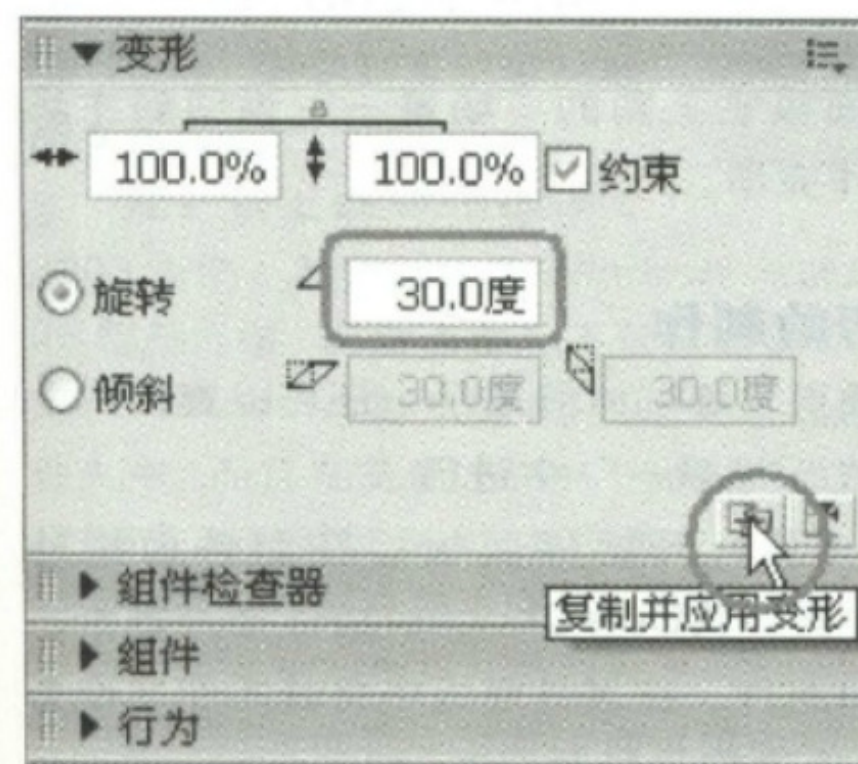 变形
100.0% 100.0% 约束
旋转 30.0度
倾斜 30.0度 30.0度
组件检查器
复制并应用变形
组件
行为